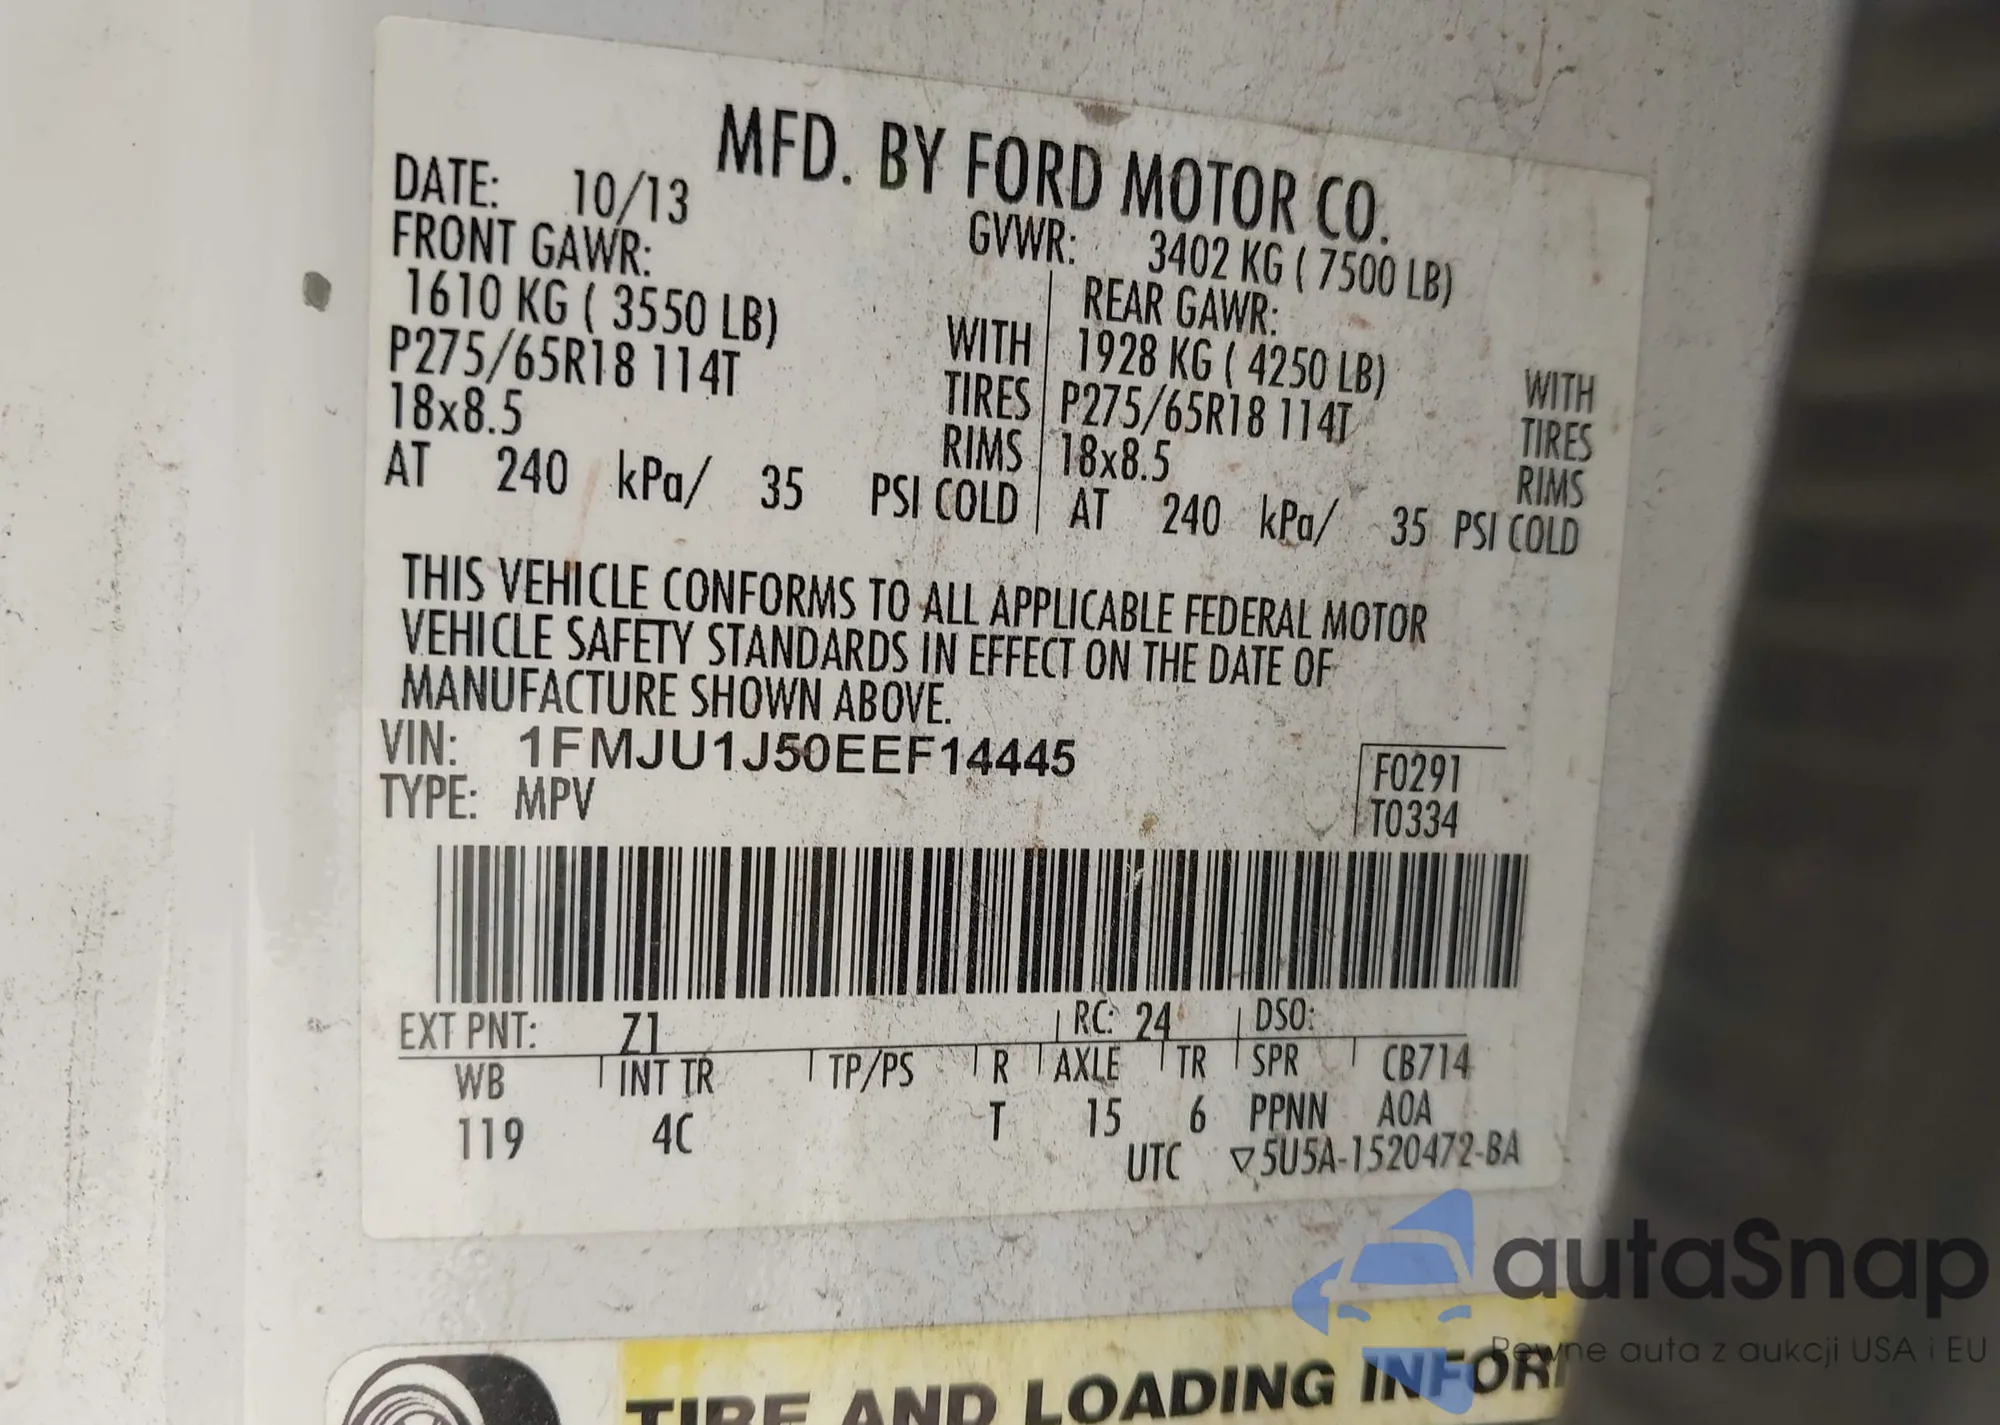 MFD. BY FORD MOTOR CO.
DATE: 10/13
GVWR: 3402 KG ( 7500 LB)
FRONT GAWR:
REAR GAWR:
1610 KG ( 3550 LB) WITH
1928 KG ( 4250 LB) WITH
P275/65R18 114T TIRES
P275/65R18 114T TIRES
18x8.5 RIMS
18x8.5 RIMS
AT 240 kPa/ 35 PSI COLD
AT 240 kPa/ 35 PSI COLD
THIS VEHICLE CONFORMS TO ALL APPLICABLE FEDERAL MOTOR
VEHICLE SAFETY STANDARDS IN EFFECT ON THE DATE OF
MANUFACTURE SHOWN ABOVE.
VIN: 1FMJU1J50EEF14445
F0291
TYPE: MPV
T0334
EXT PNT: Z1 RC: 24 DSO:
WB INT TR TP/PS R AXLE TR SPR CB714
119 4C T 15 6 PPNN A0A
UTC ▽5U5A-1520472-BA
autaSnap
Pewne auta z aukcji USA i EU
TIRE AND LOADING INFOR